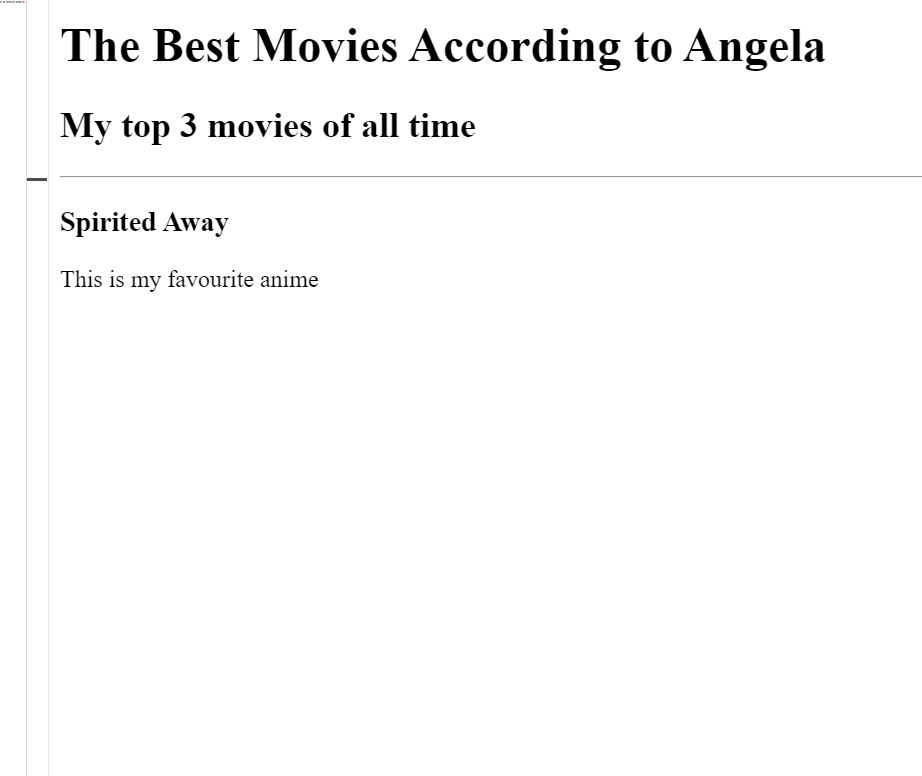 The Best Movies According to Angela
My top 3 movies of all time
Spirited Away
This is my favourite anime